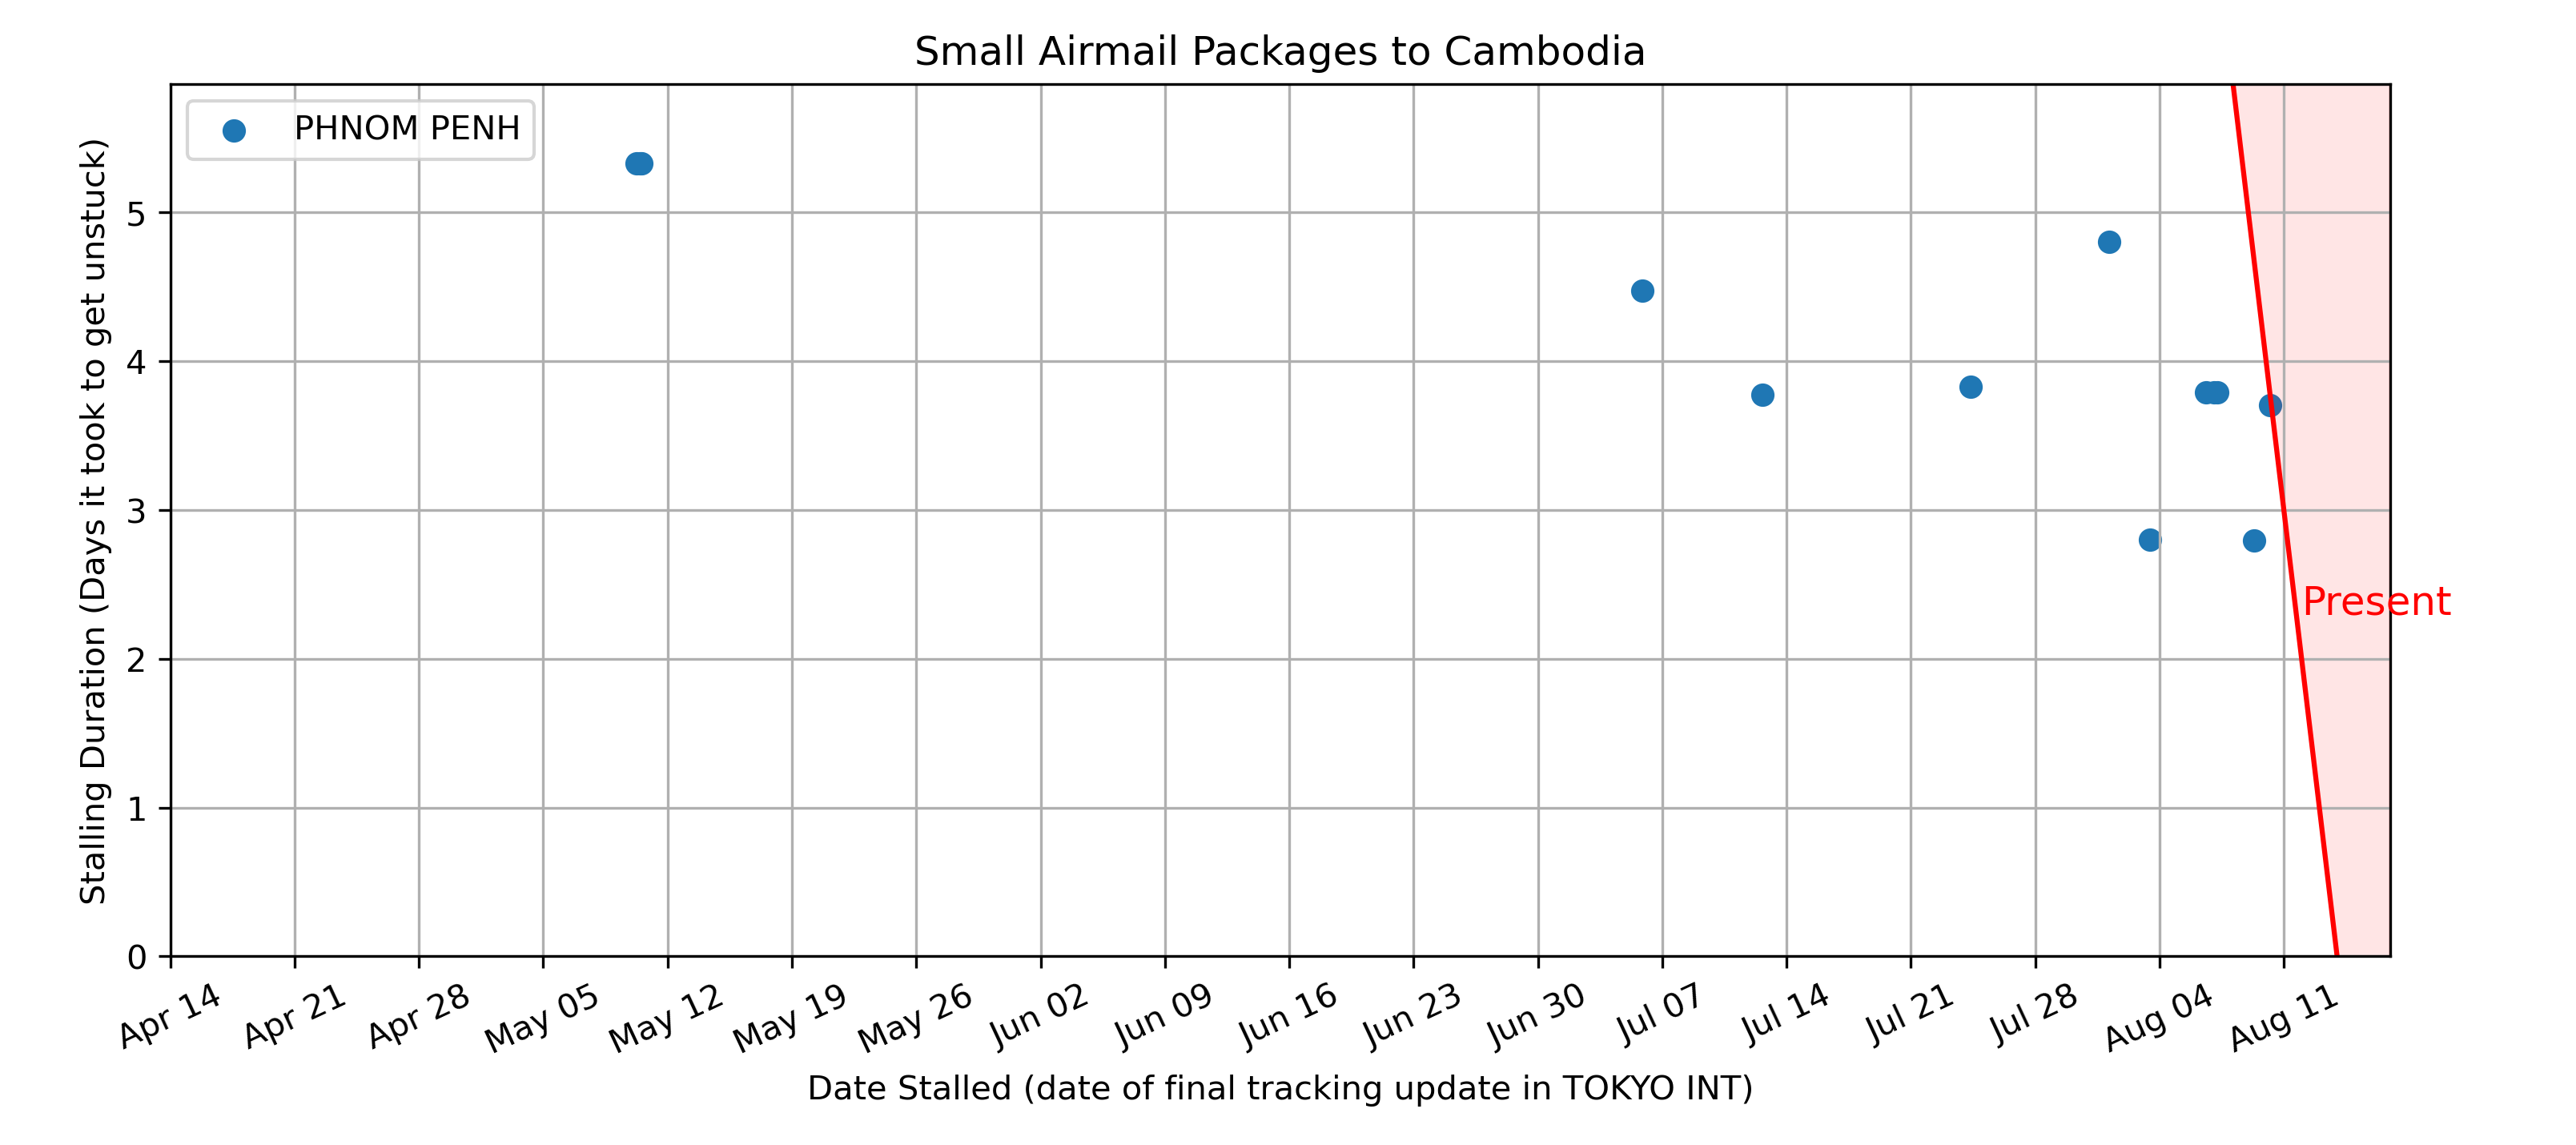 Small Airmail Packages to Cambodia
PHNOM PENH
Stalling Duration (Days it took to get unstuck)
5
4
3
2
1
0
Present
Apr 14
Apr 21
Apr 28
May 05
May 12
May 19
May 26
Jun 02
Jun 09
Jun 16
Jun 23
Jun 30
Jul 07
Jul 14
Jul 21
Jul 28
Aug 04
Aug 11
Date Stalled (date of final tracking update in TOKYO INT)